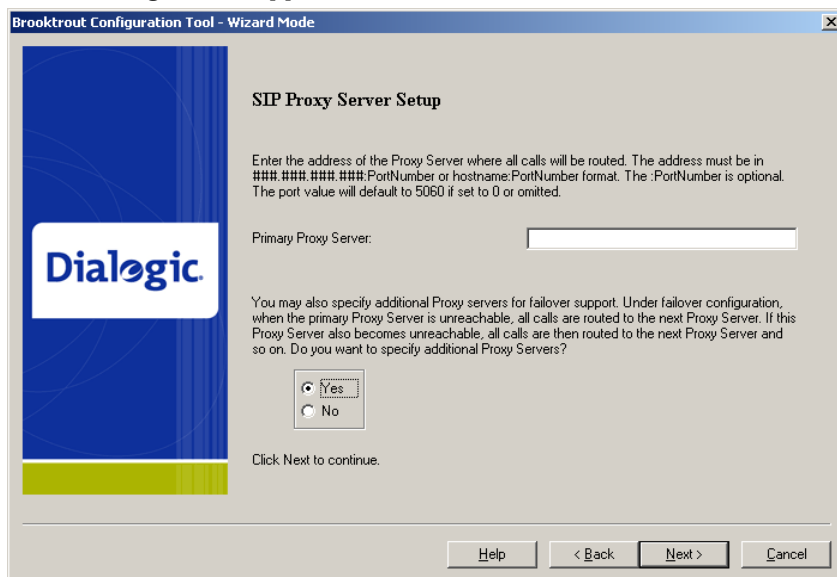 Brooktrout Configuration Tool - Wizard Mode
SIP Proxy Server Setup
Enter the address of the Proxy Server where all calls will be routed. The address must be in
###.###.###.###:PortNumber or hostname:PortNumber format. The :PortNumber is optional.
The port value will default to 5060 if set to 0 or omitted.
Primary Proxy Server:
Dialogic.
You may also specify additional Proxy servers for failover support. Under failover configuration,
when the primary Proxy Server is unreachable, all calls are routed to the next Proxy Server. If this
Proxy Server also becomes unreachable, all calls are then routed to the next Proxy Server and
so on. Do you want to specify additional Proxy Servers?
Yes
No
Click Next to continue.
Help
< Back
Next >
Cancel